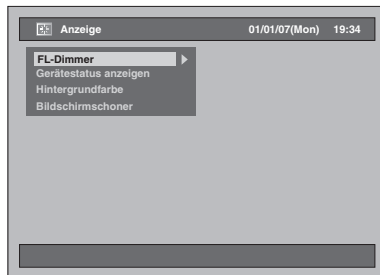 Anzeige 01/01/07(Mon) 19:34
FL-Dimmer
Gerätestatus anzeigen
Hintergrundfarbe
Bildschirmschoner